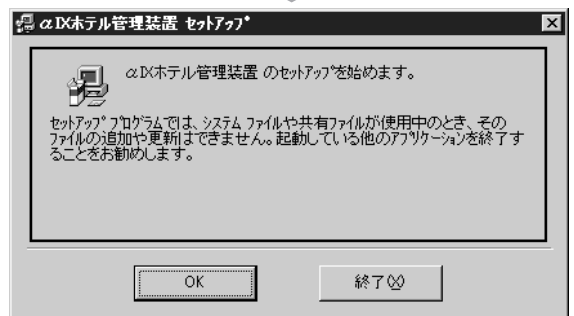 αⅨホテル管理装置 ｾｯﾄｱｯﾌﾟ
αⅨホテル管理装置 のｾｯﾄｱｯﾌﾟを始めます。
ｾｯﾄｱｯﾌﾟ ﾌﾟﾛｸﾞﾗﾑでは、ｼｽﾃﾑ ﾌｧｲﾙや共有ﾌｧｲﾙが使用中のとき、その
ﾌｧｲﾙの追加や更新はできません。起動している他のｱﾌﾟﾘｹｰｼｮﾝを終了す
ることをお勧めします。
OK
終了(X)